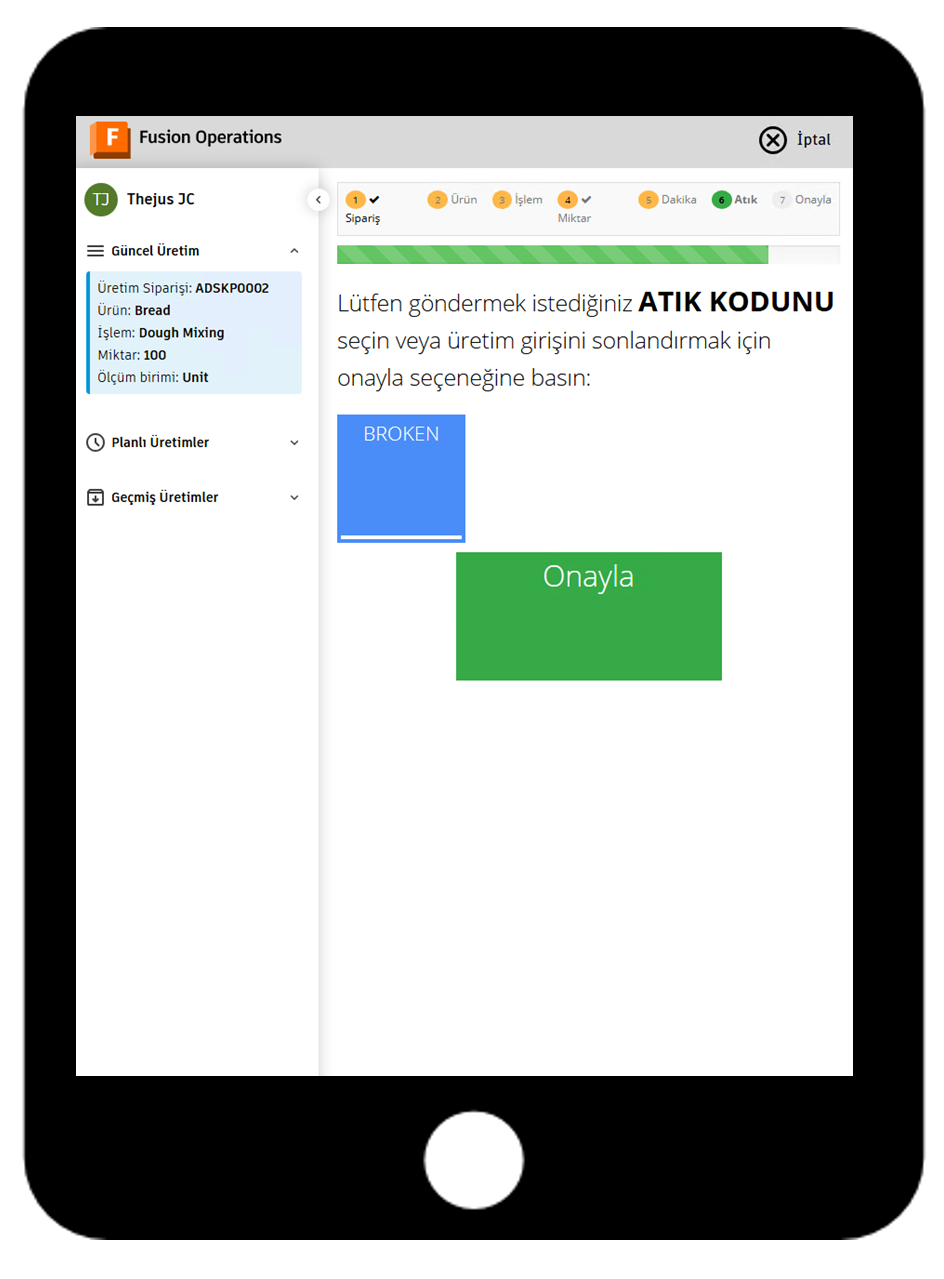 F Fusion Operations
İptal
TJ Thejus JC
Güncel Üretim
Üretim Siparişi: ADSKP0002
Ürün: Bread
İşlem: Dough Mixing
Miktar: 100
Ölçüm birimi: Unit
Planlı Üretimler
Geçmiş Üretimler
1 Sipariş
2 Ürün
3 İşlem
4 Miktar
5 Dakika
6 Atık
7 Onayla
Lütfen göndermek istediğiniz ATIK KODUNU
seçin veya üretim girişini sonlandırmak için
onayla seçeneğine basın:
BROKEN
Onayla